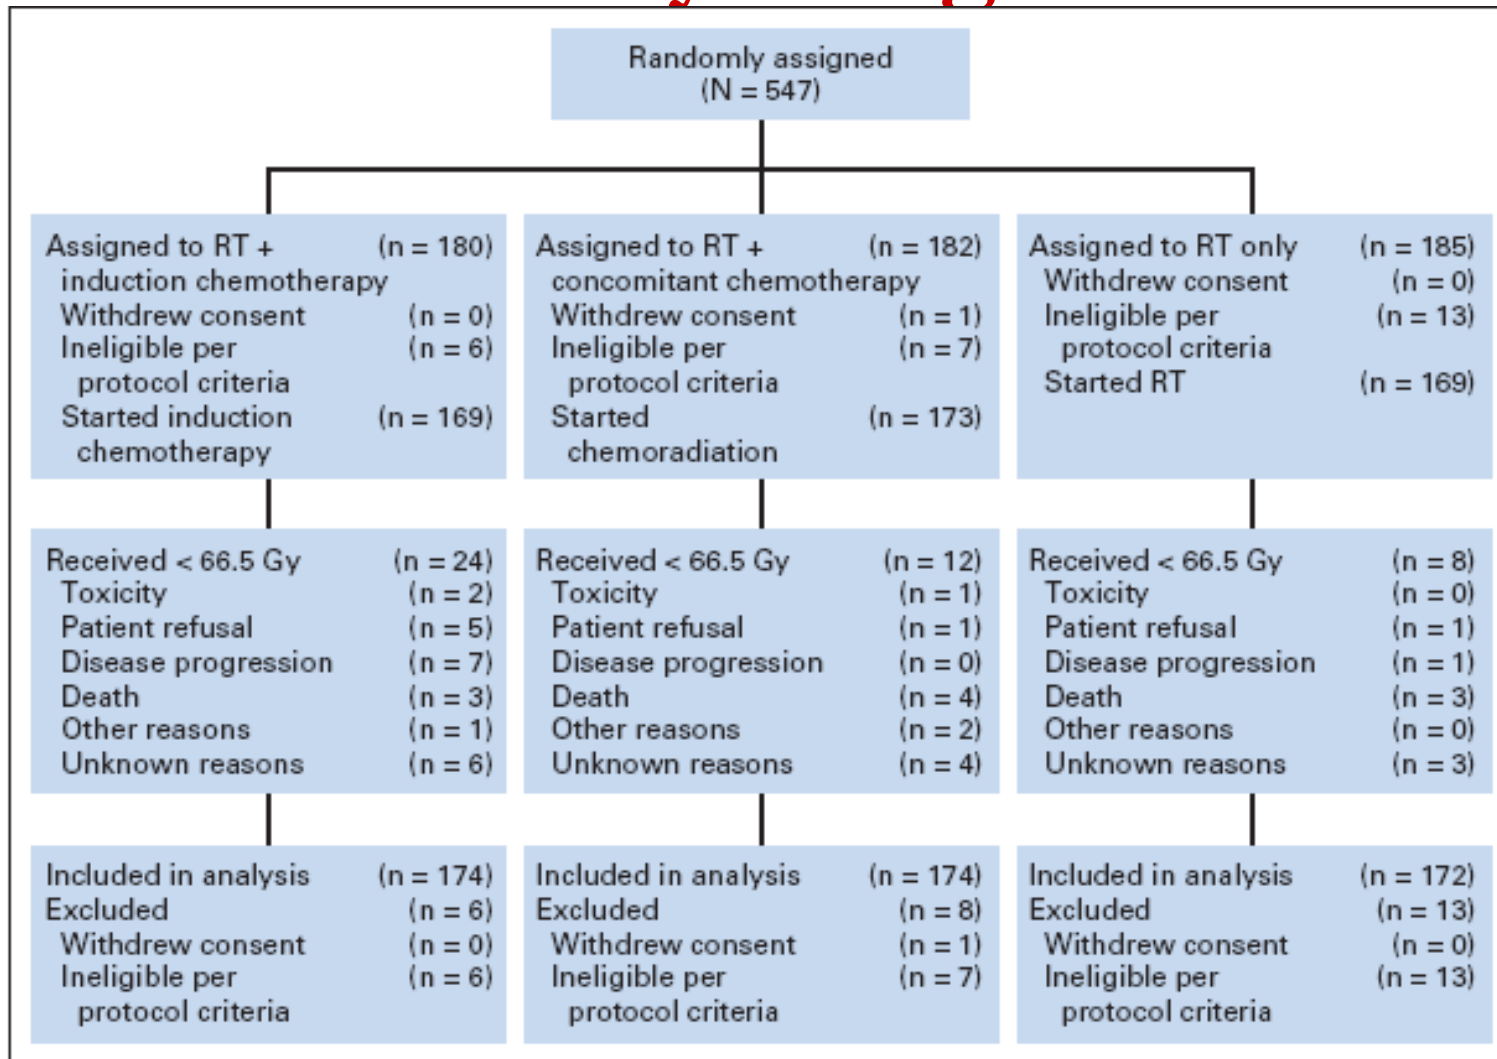 Randomly assigned
(N = 547)
Assigned to RT + (n = 180)
induction chemotherapy
Withdrew consent (n = 0)
Ineligible per (n = 6)
protocol criteria
Started induction (n = 169)
chemotherapy
Assigned to RT + (n = 182)
concomitant chemotherapy
Withdrew consent (n = 1)
Ineligible per (n = 7)
protocol criteria
Started (n = 173)
chemoradiation
Assigned to RT only (n = 185)
Withdrew consent (n = 0)
Ineligible per (n = 13)
protocol criteria
Started RT (n = 169)
Received < 66.5 Gy (n = 24)
Toxicity (n = 2)
Patient refusal (n = 5)
Disease progression (n = 7)
Death (n = 3)
Other reasons (n = 1)
Unknown reasons (n = 6)
Received < 66.5 Gy (n = 12)
Toxicity (n = 1)
Patient refusal (n = 1)
Disease progression (n = 0)
Death (n = 4)
Other reasons (n = 2)
Unknown reasons (n = 4)
Received < 66.5 Gy (n = 8)
Toxicity (n = 0)
Patient refusal (n = 1)
Disease progression (n = 1)
Death (n = 3)
Other reasons (n = 0)
Unknown reasons (n = 3)
Included in analysis (n = 174)
Excluded (n = 6)
Withdrew consent (n = 0)
Ineligible per (n = 6)
protocol criteria
Included in analysis (n = 174)
Excluded (n = 8)
Withdrew consent (n = 1)
Ineligible per (n = 7)
protocol criteria
Included in analysis (n = 172)
Excluded (n = 13)
Withdrew consent (n = 0)
Ineligible per (n = 13)
protocol criteria